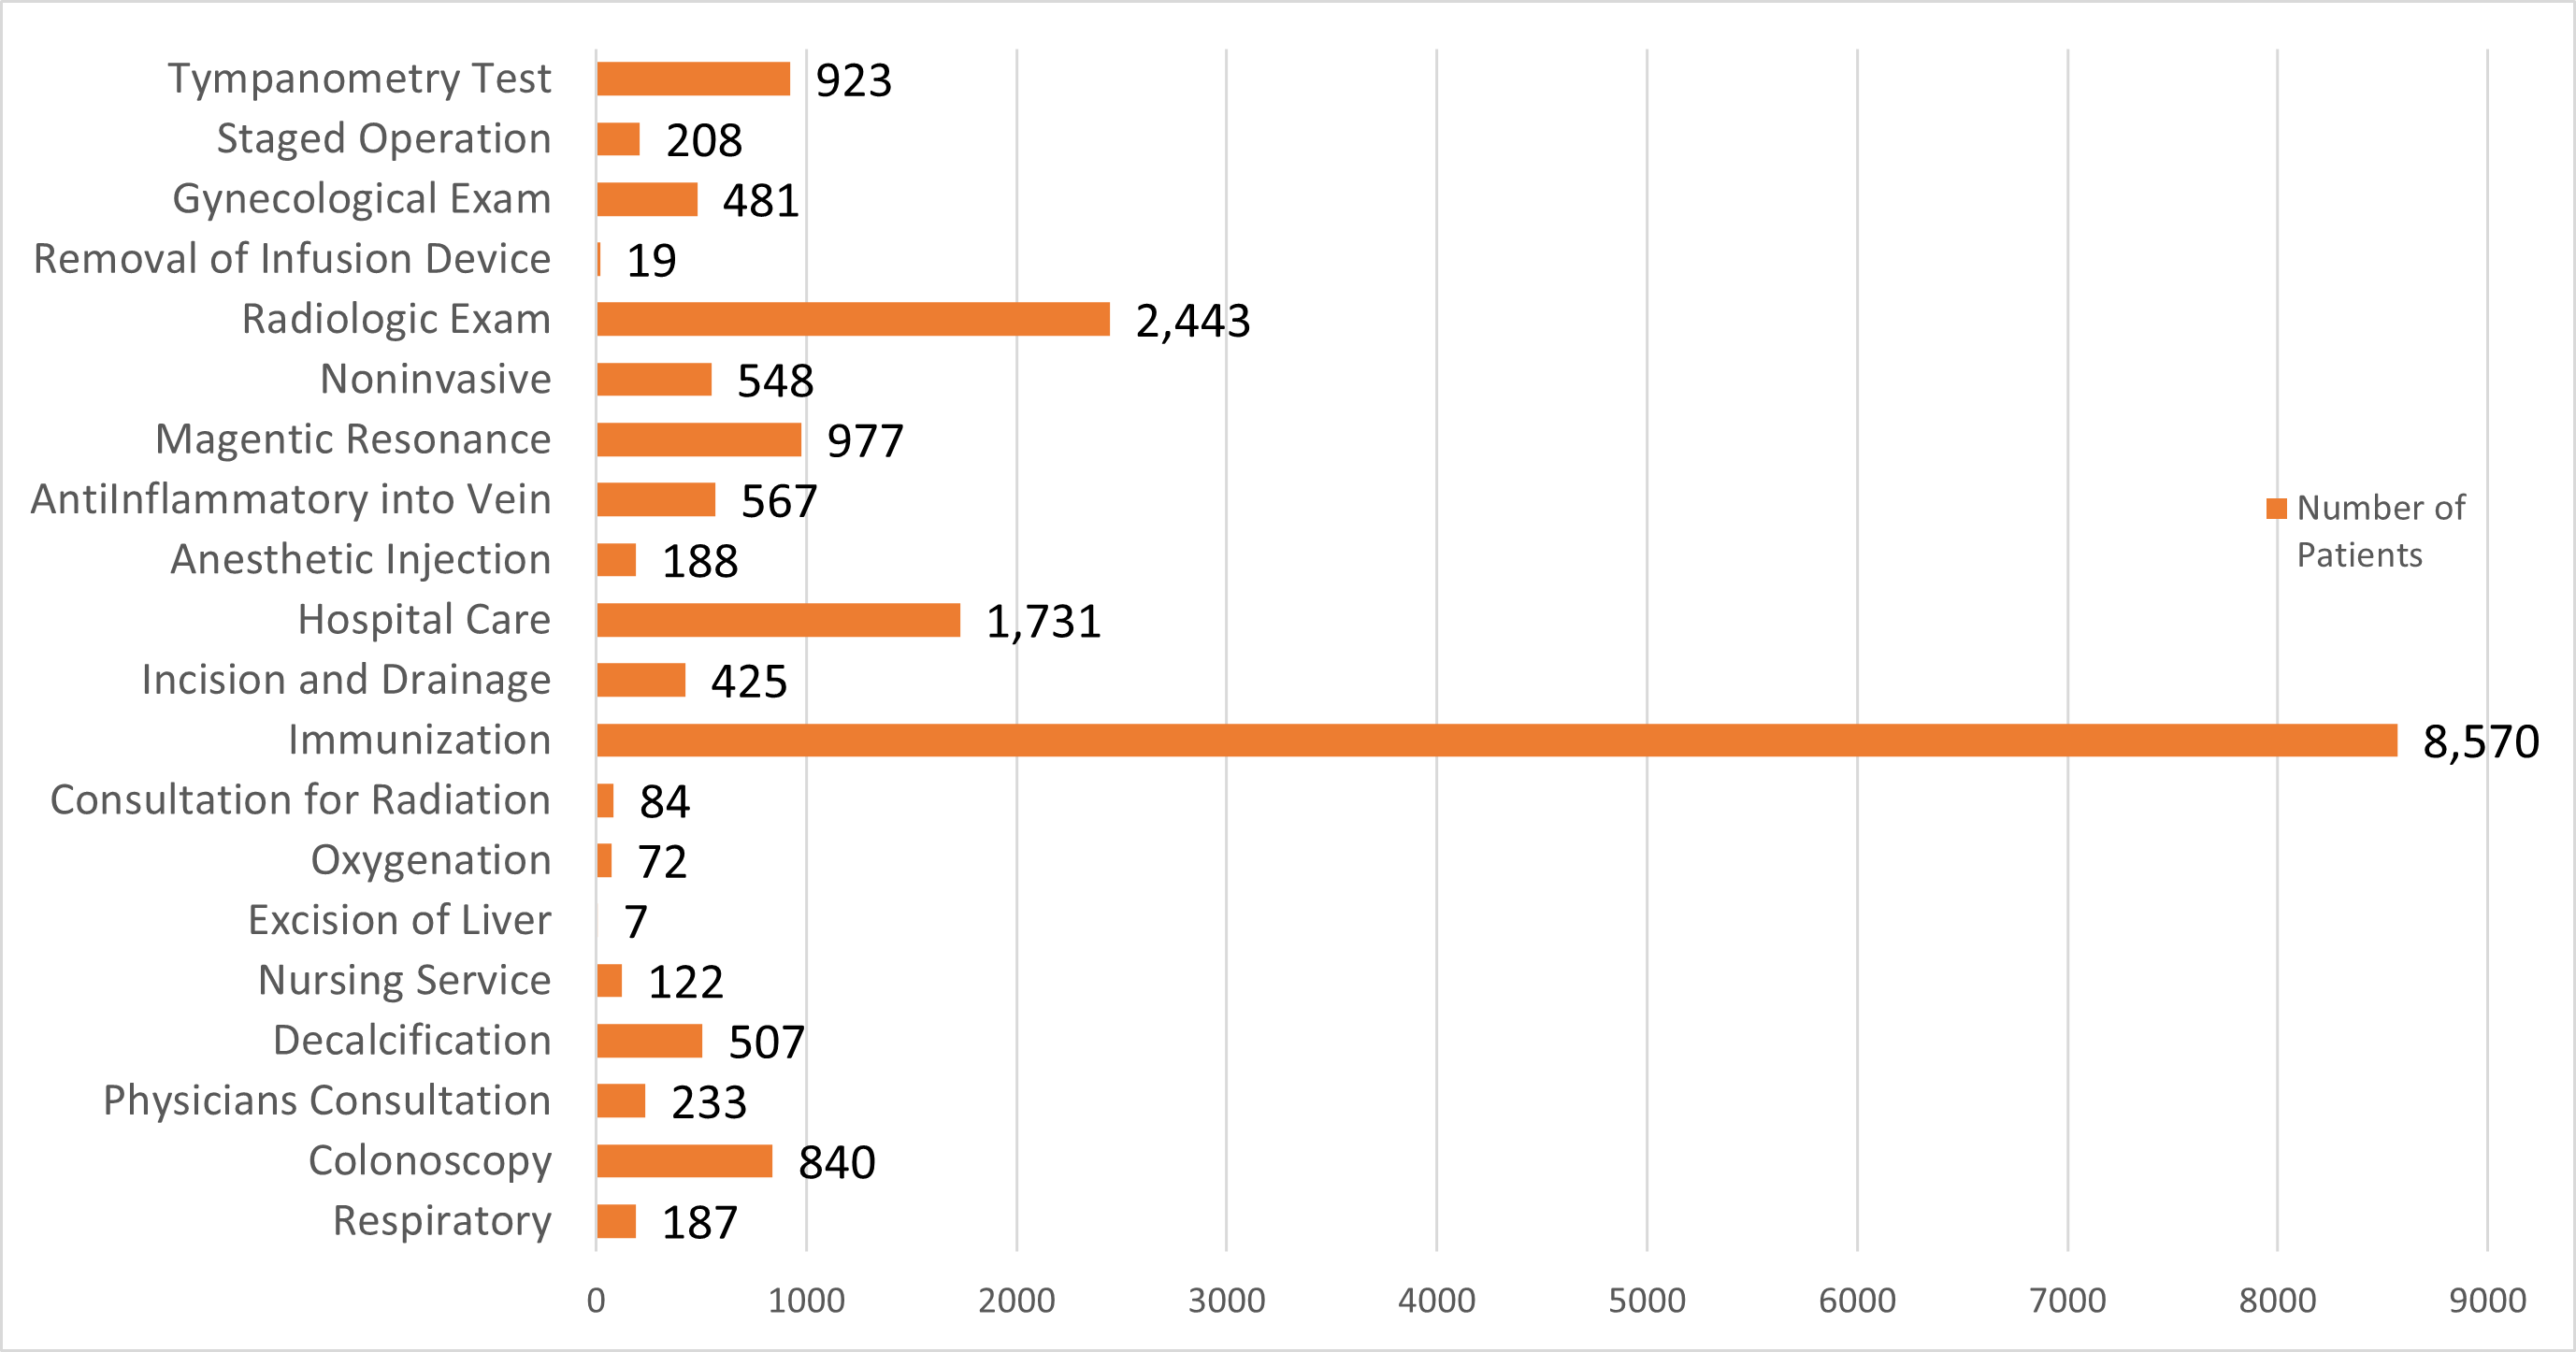 Tympanometry Test 923
Staged Operation 208
Gynecological Exam 481
Removal of Infusion Device 19
Radiologic Exam 2,443
Noninvasive 548
Magentic Resonance 977
AntiInflammatory into Vein 567
Number of
Patients
Anesthetic Injection 188
Hospital Care 1,731
Incision and Drainage 425
Immunization 8,570
Consultation for Radiation 84
Oxygenation 72
Excision of Liver 7
Nursing Service 122
Decalcification 507
Physicians Consultation 233
Colonoscopy 840
Respiratory 187
0 1000 2000 3000 4000 5000 6000 7000 8000 9000